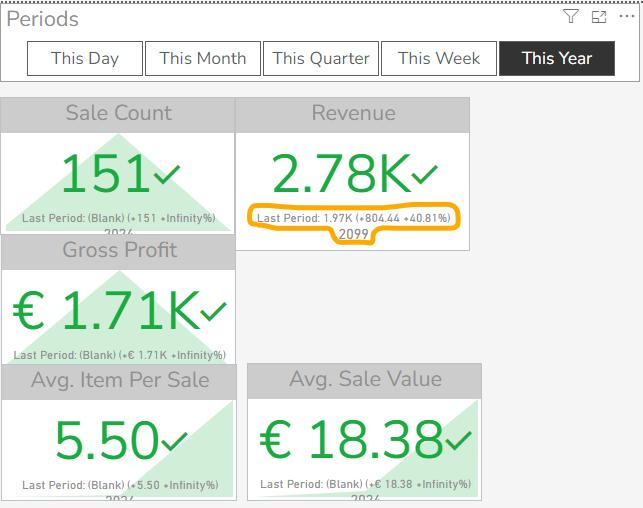 Periods
This Day
This Month
This Quarter
This Week
This Year
Sale Count
Revenue
151
2.78K
Last Period: (Blank) (+151 +Infinity%)
Last Period: 1.97K (+804.44 +40.81%)
2024
2099
Gross Profit
€ 1.71K
Last Period: (Blank) (+€ 1.71K +Infinity%)
Avg. Item Per Sale
Avg. Sale Value
5.50
€ 18.38
Last Period: (Blank) (+5.50 +Infinity%)
Last Period: (Blank) (+€ 18.38 +Infinity%)
2024
2024